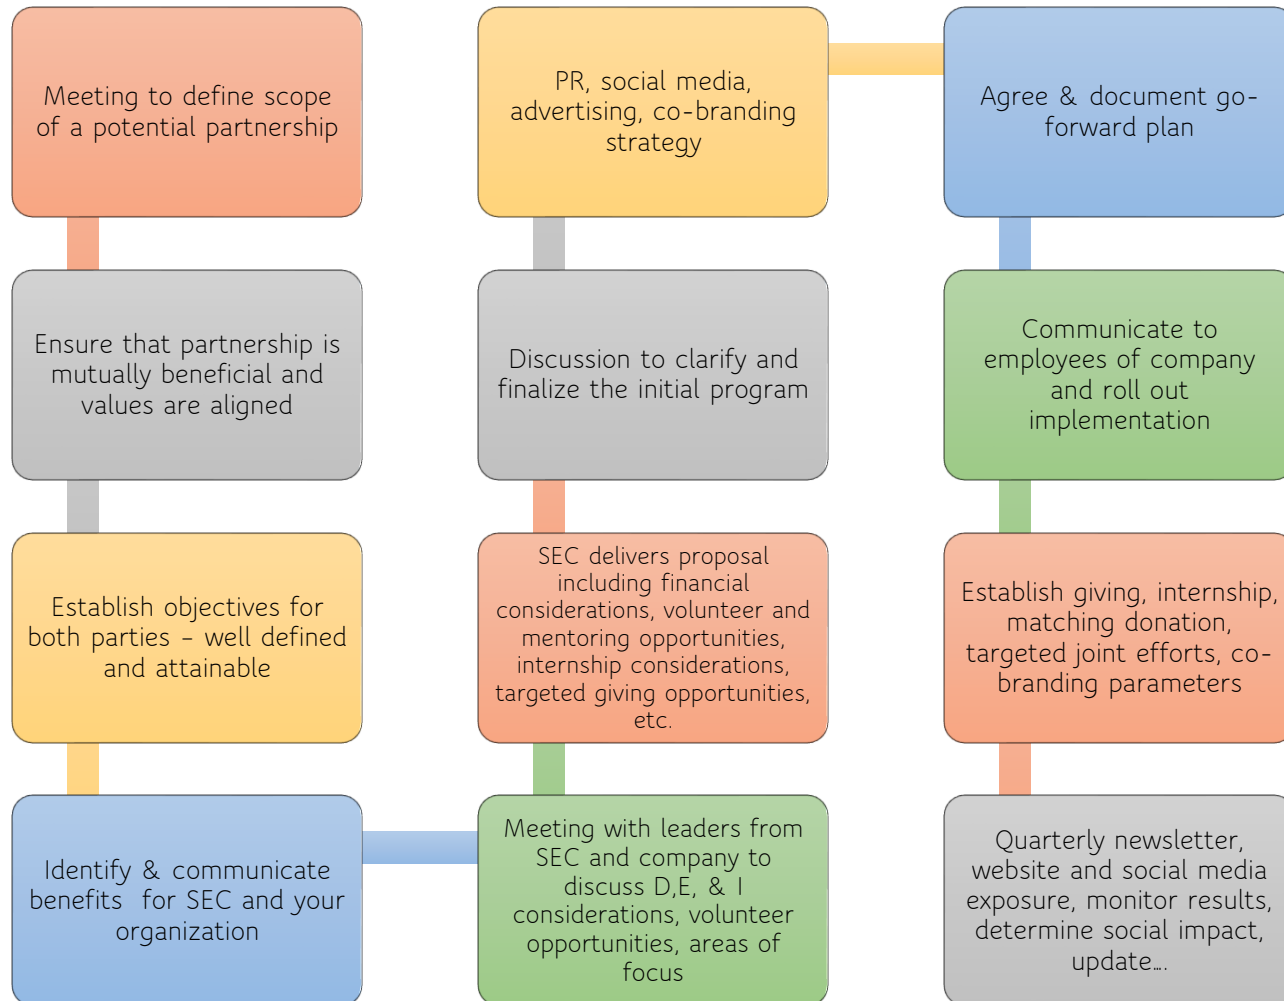 Meeting to define scope
of a potential partnership
Ensure that partnership is
mutually beneficial and
values are aligned
Establish objectives for
both parties – well defined
and attainable
Identify & communicate
benefits  for SEC and your
organization
Meeting with leaders from
SEC and company to
discuss D,E, & I
considerations, volunteer
opportunities, areas of
focus
SEC delivers proposal
including financial
considerations, volunteer and
mentoring opportunities,
internship considerations,
targeted giving opportunities,
etc.
Discussion to clarify and
finalize the initial program
PR, social media,
advertising, co-branding
strategy
Agree & document go-
forward plan
Communicate to
employees of company
and roll out
implementation
Establish giving, internship,
matching donation,
targeted joint efforts, co-
branding parameters
Quarterly newsletter,
website and social media
exposure, monitor results,
determine social impact,
update….